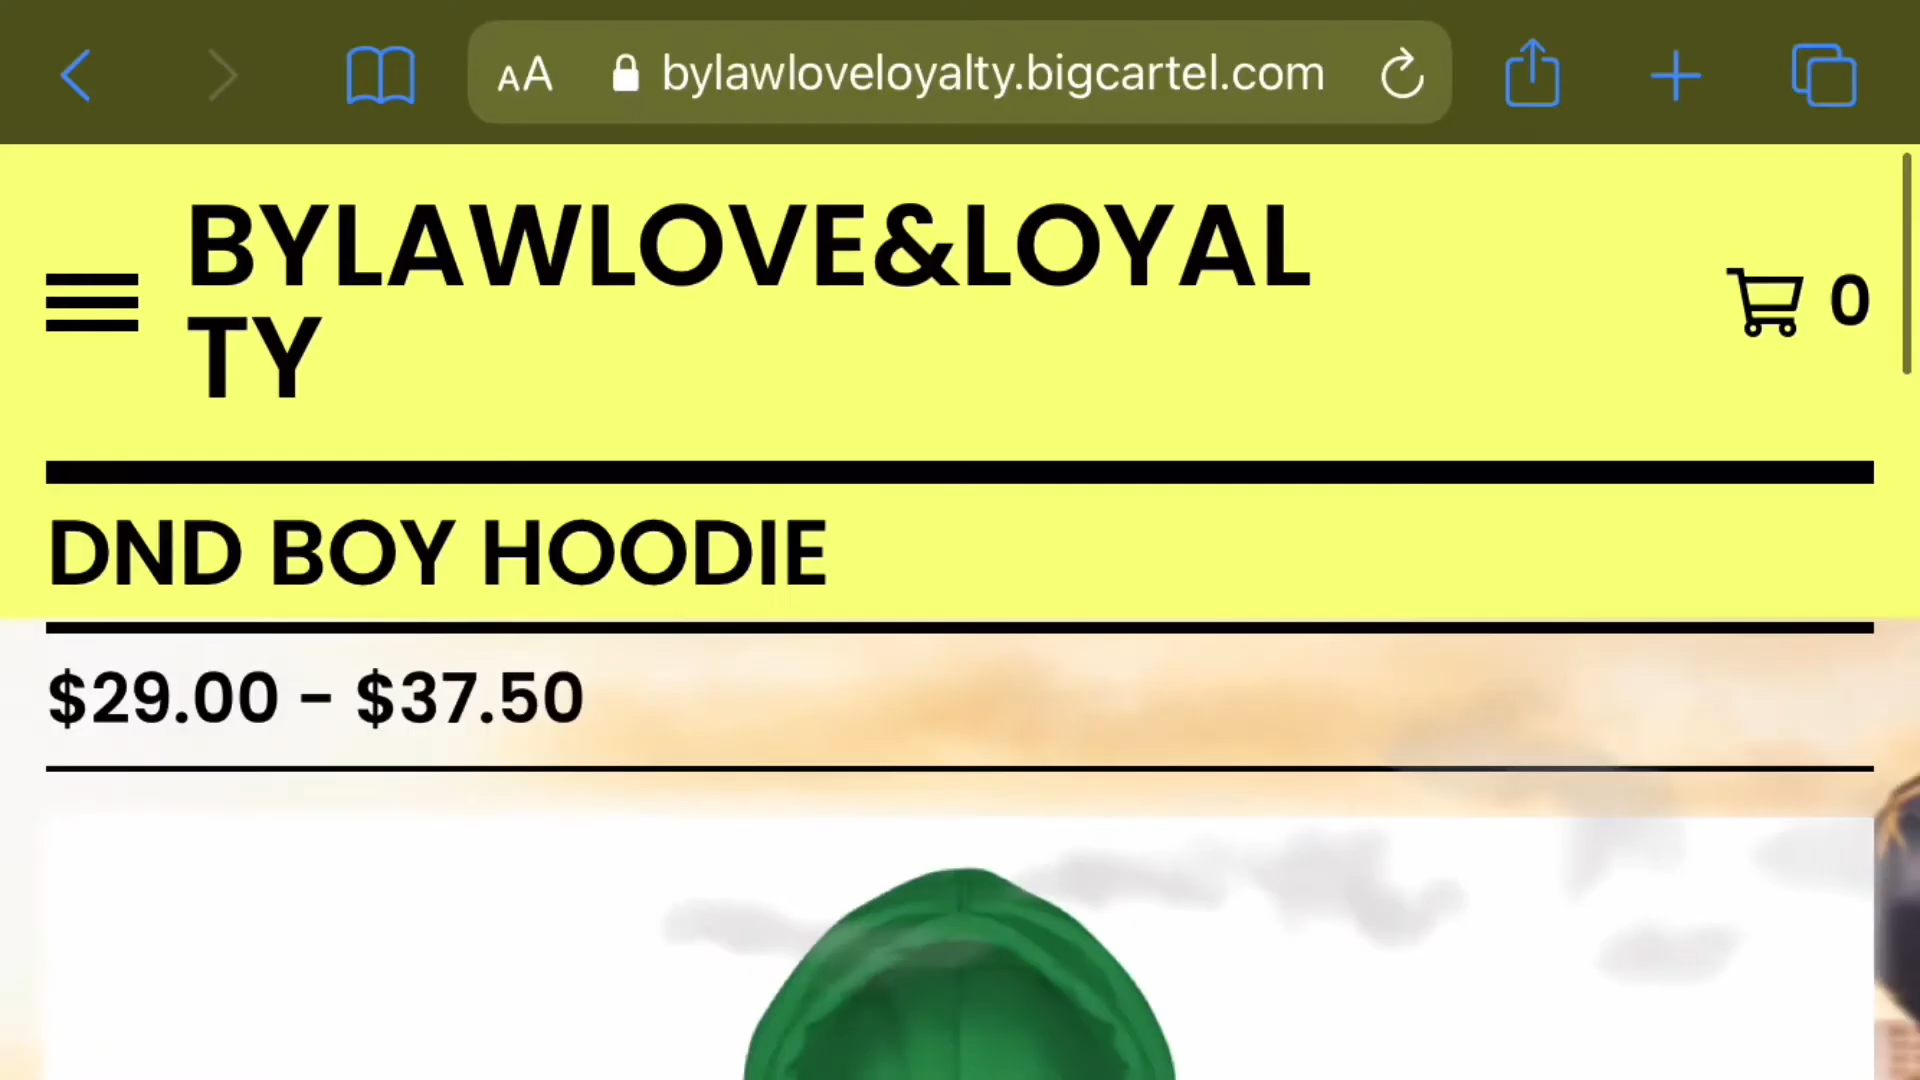 AA bylawloveloyalty.bigcartel.com
BYLAWLOVE&LOYAL
TY
0
DND BOY HOODIE
$29.00 – $37.50